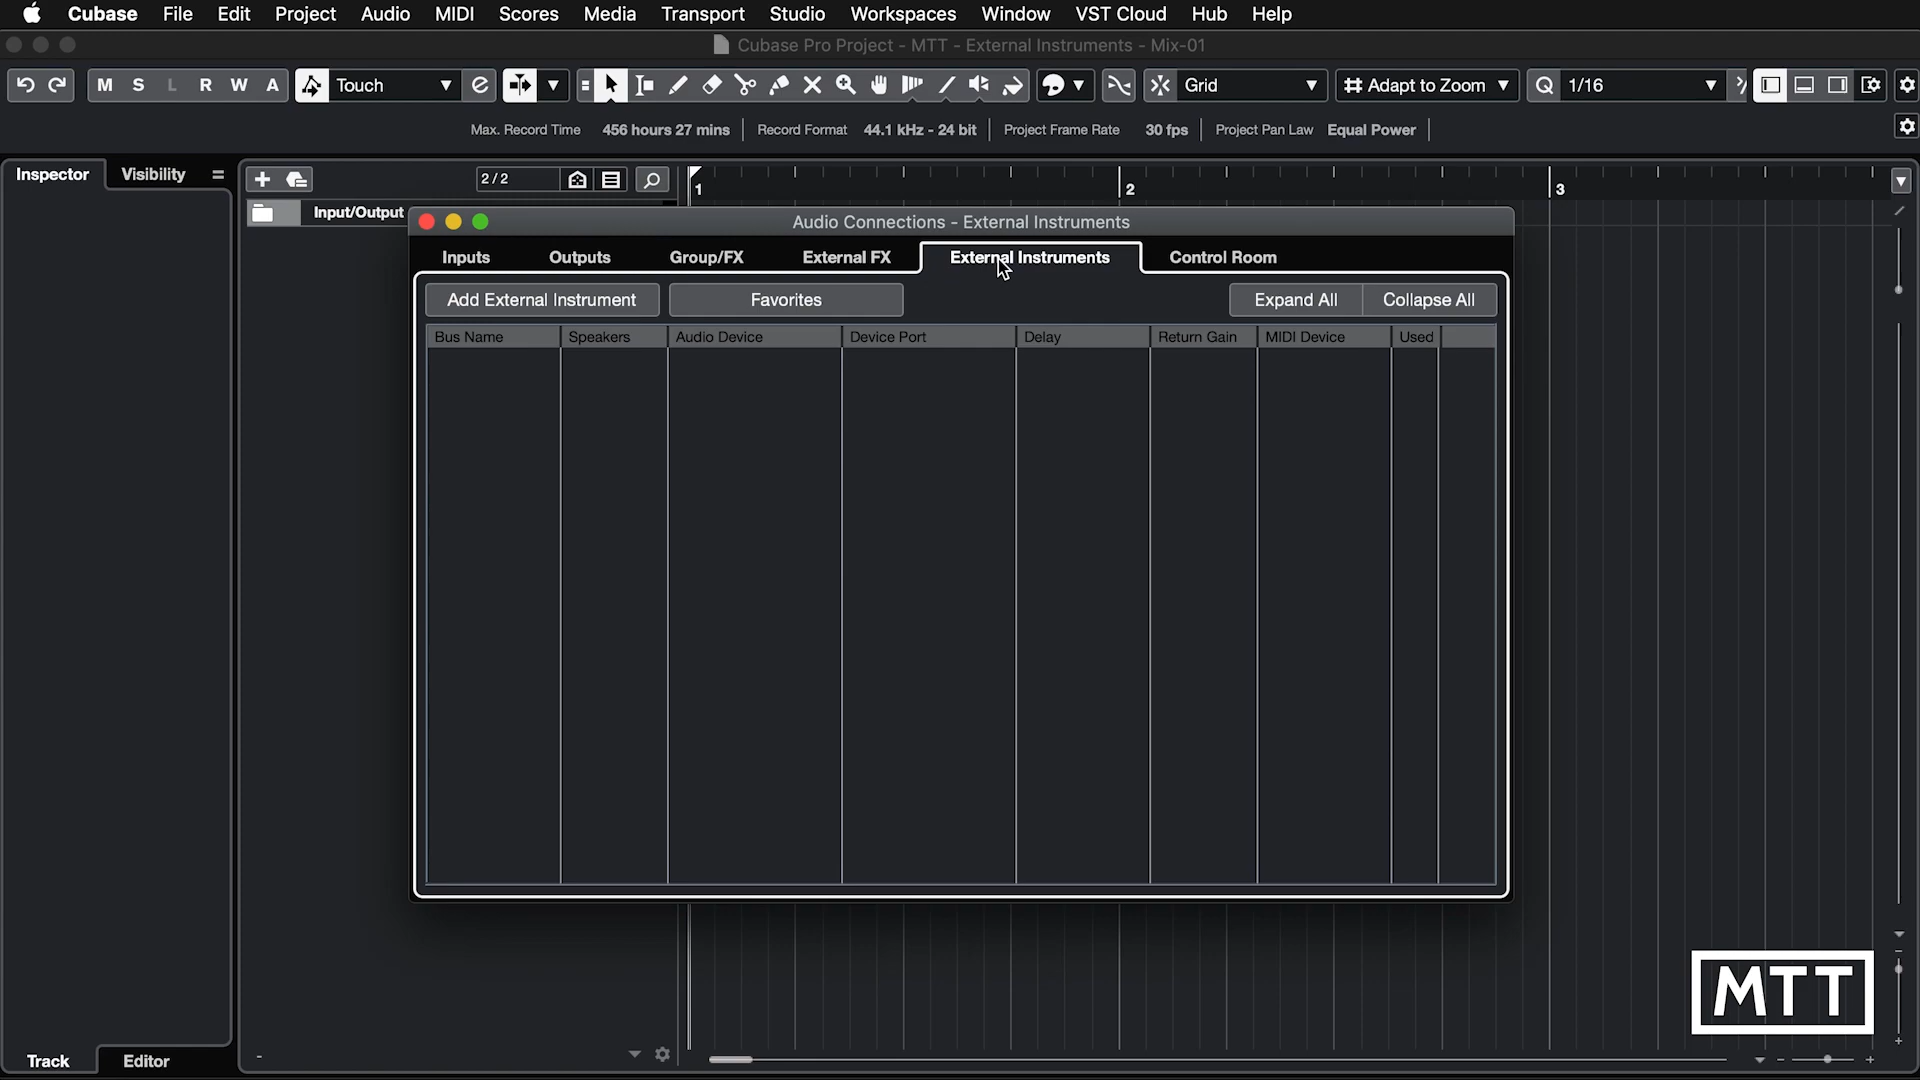 Cubase File Edit Project Audio MIDI Scores Media Transport Studio Workspaces Window VST Cloud Hub Help
Cubase Pro Project - MTT - External Instruments - Mix-01
M S L R W A Touch e Grid Adapt to Zoom Q 1/16
Max. Record Time 456 hours 27 mins Record Format 44.1 kHz - 24 bit Project Frame Rate 30 fps Project Pan Law Equal Power
Inspector Visibility 2/2 1 2 3
Input/Output
Audio Connections - External Instruments
Inputs Outputs Group/FX External FX External Instruments Control Room
Add External Instrument Favorites Expand All Collapse All
Bus Name Speakers Audio Device Device Port Delay Return Gain MIDI Device Used
MTT
Track Editor -